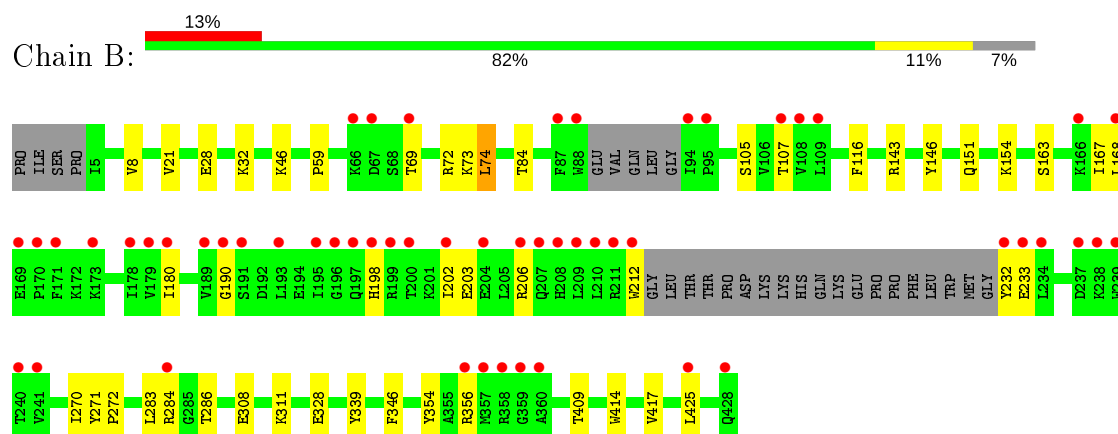 13%
Chain B:
82% 11% 7%
PRO ILE SER PRO I5 V8 V21 E28 K32 K46 P59 K66 D67 S68 T69 R72 K73 L74 T84 F87 W88 GLU VAL GLN LEU GLY I94 P95 S105 V106 T107 V108 L109 F116 R143 Y146 Q151 K154 S163 K166 I167 L168
E169 P170 F171 K172 K173 I178 V179 I180 V189 G190 S191 D192 L193 E194 I195 G196 Q197 H198 R199 T200 K201 I202 E203 E204 L205 R206 Q207 H208 L209 L210 R211 W212 GLY LEU THR THR PRO ASP LYS LYS HIS GLN LYS GLU PRO PRO PHE LEU TRP MET GLY Y232 E233 L234 D237 K238 W239
T240 V241 I270 Y271 P272 L283 R284 G285 T286 E308 K311 E328 Y339 F346 Y354 A355 R356 M357 R358 G359 A360 T409 W414 V417 L425 Q428